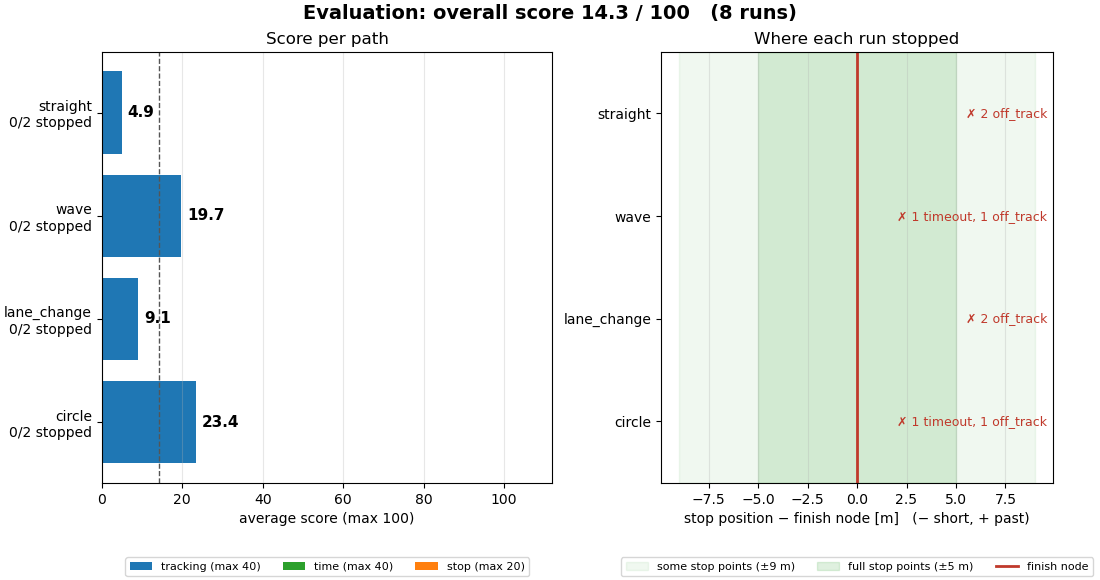 Evaluation: overall score 14.3 / 100 (8 runs)
Score per path
straight
0/2 stopped
4.9
wave
0/2 stopped
19.7
lane_change
0/2 stopped
9.1
circle
0/2 stopped
23.4
0 20 40 60 80 100
average score (max 100)
tracking (max 40) time (max 40) stop (max 20)
Where each run stopped
straight
✗ 2 off_track
wave
✗ 1 timeout, 1 off_track
lane_change
✗ 2 off_track
circle
✗ 1 timeout, 1 off_track
−7.5 −5.0 −2.5 0.0 2.5 5.0 7.5
stop position − finish node [m] (− short, + past)
some stop points (±9 m) full stop points (±5 m) finish node